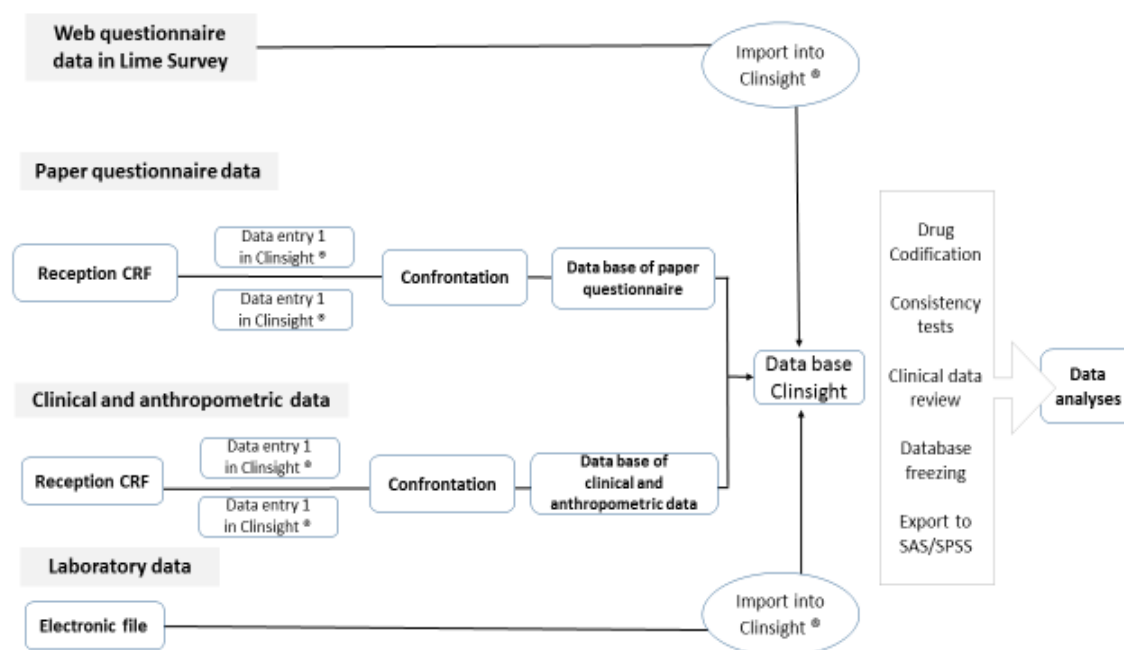 Web questionnaire
data in Lime Survey
Import into
Clinsight ®
Paper questionnaire data
Reception CRF
Data entry 1
in Clinsight ®
Data entry 1
in Clinsight ®
Confrontation
Data base of paper
questionnaire
Clinical and anthropometric data
Reception CRF
Data entry 1
in Clinsight ®
Data entry 1
in Clinsight ®
Confrontation
Data base of
clinical and
anthropometric data
Laboratory data
Electronic file
Import into
Clinsight ®
Data base
Clinsight
Drug
Codification
Consistency
tests
Clinical data
review
Database
freezing
Export to
SAS/SPSS
Data
analyses